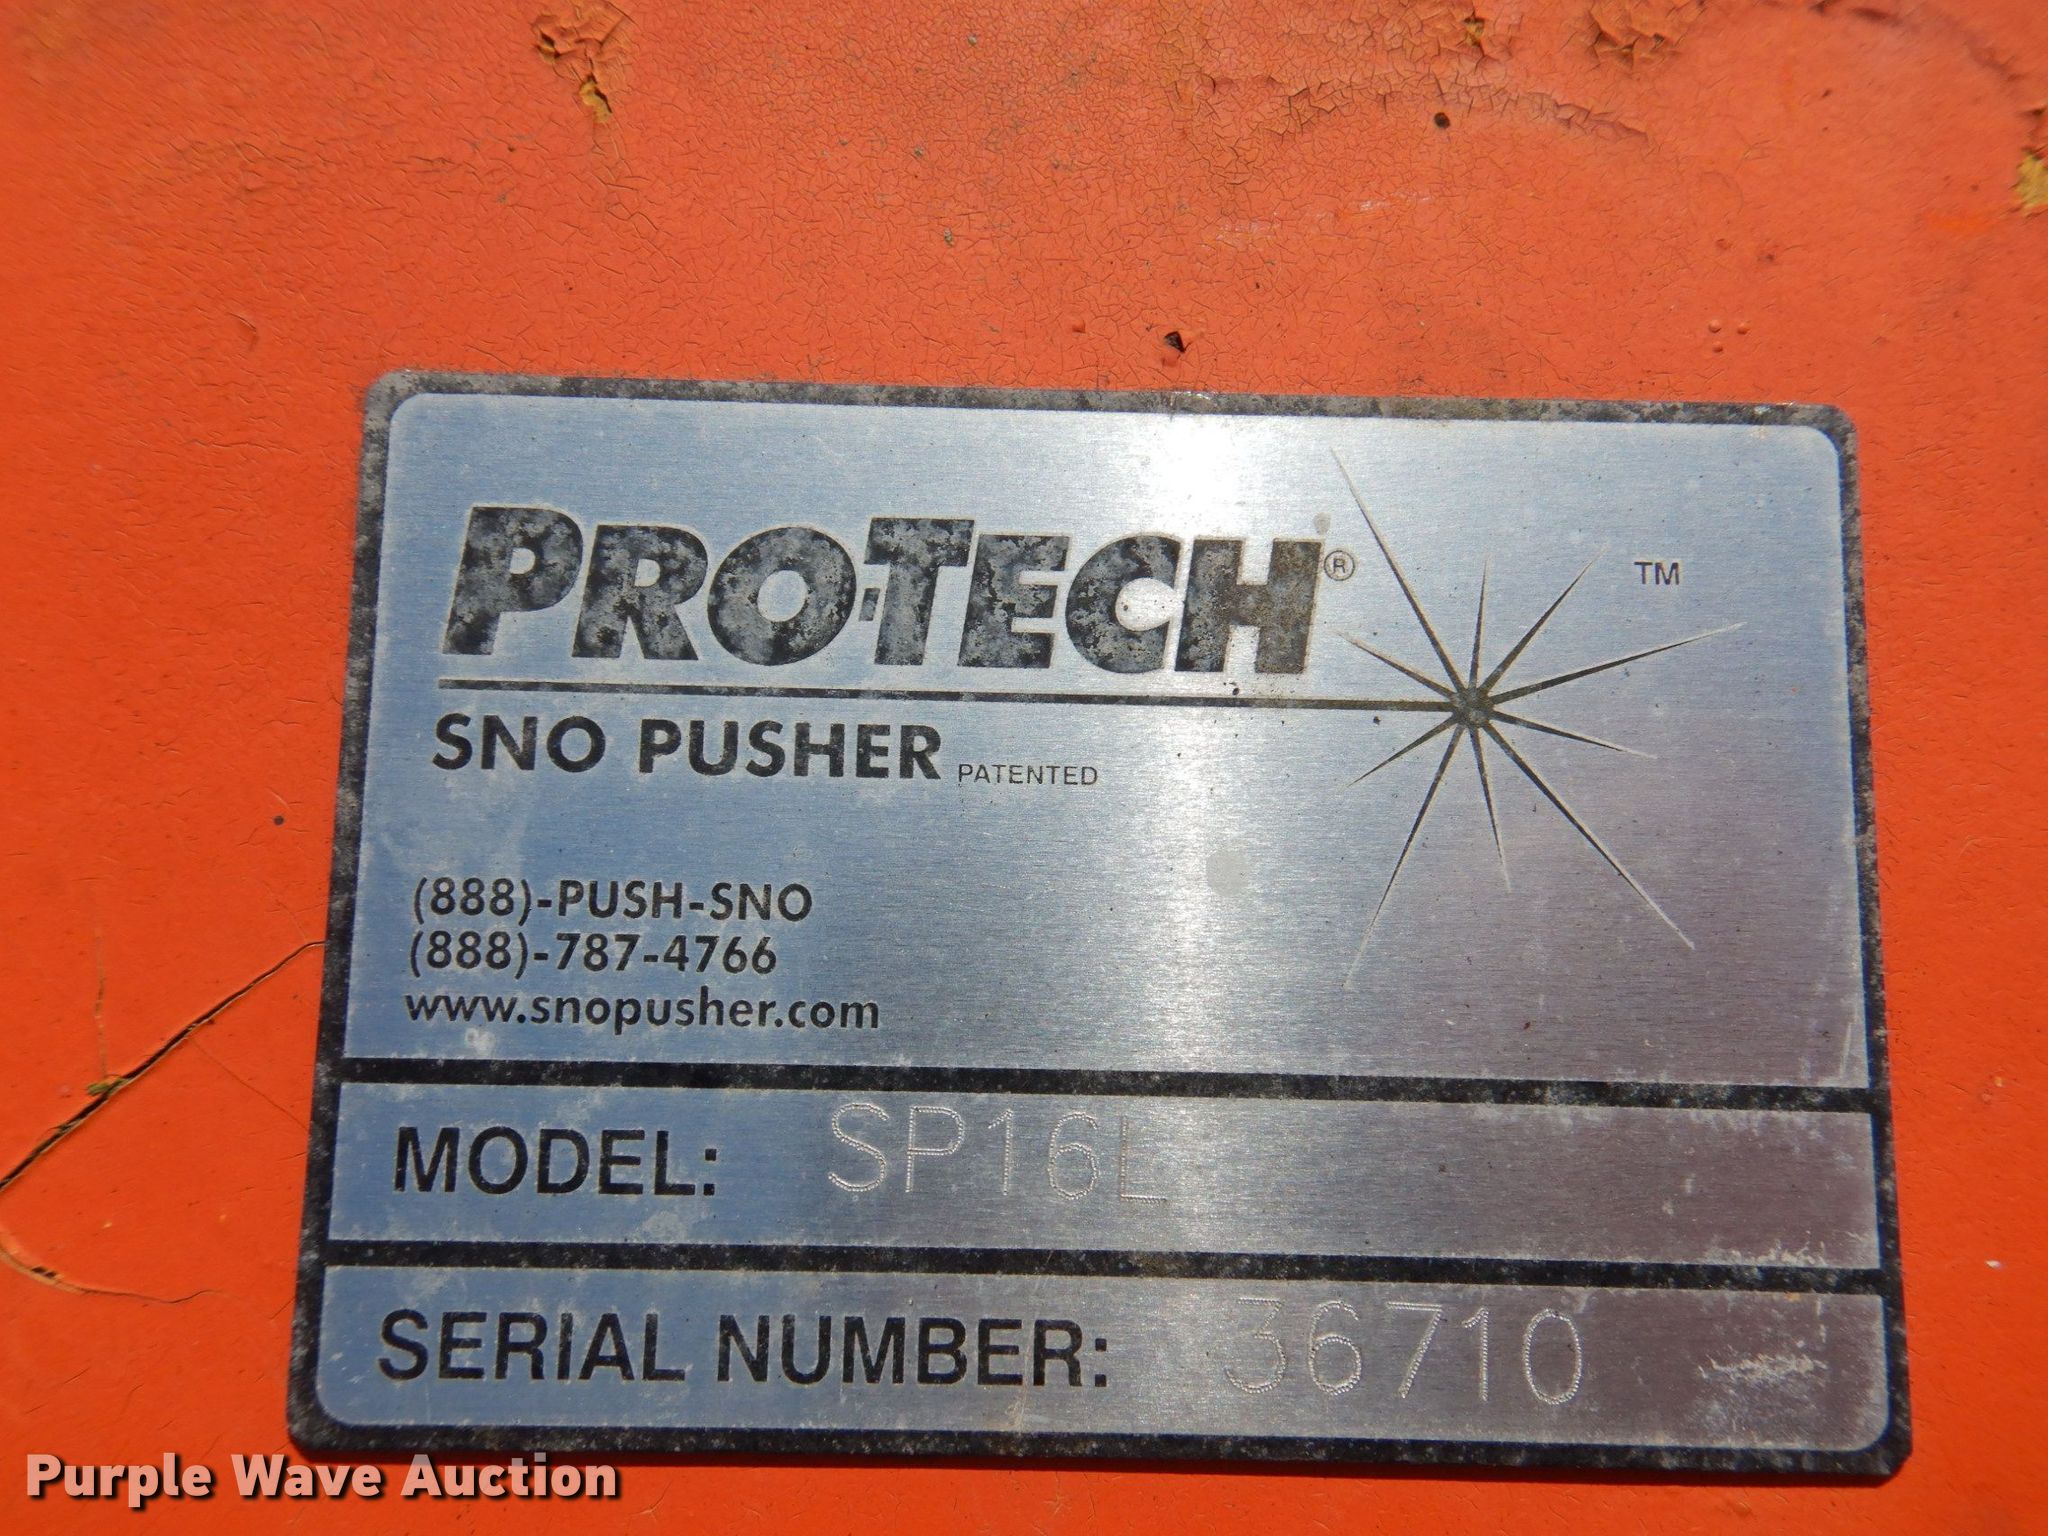 PRO-TECH®
TM
SNO PUSHER PATENTED
(888)-PUSH-SNO
(888)-787-4766
www.snopusher.com
MODEL: SP16L
SERIAL NUMBER: 36710
Purple Wave Auction